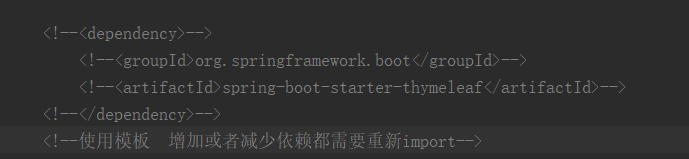 <!--<dependency>-->
<!--<groupId>org.springframework.boot</groupId>-->
<!--<artifactId>spring-boot-starter-thymeleaf</artifactId>-->
<!--</dependency>-->
<!--使用模板  增加或者减少依赖都需要重新import-->